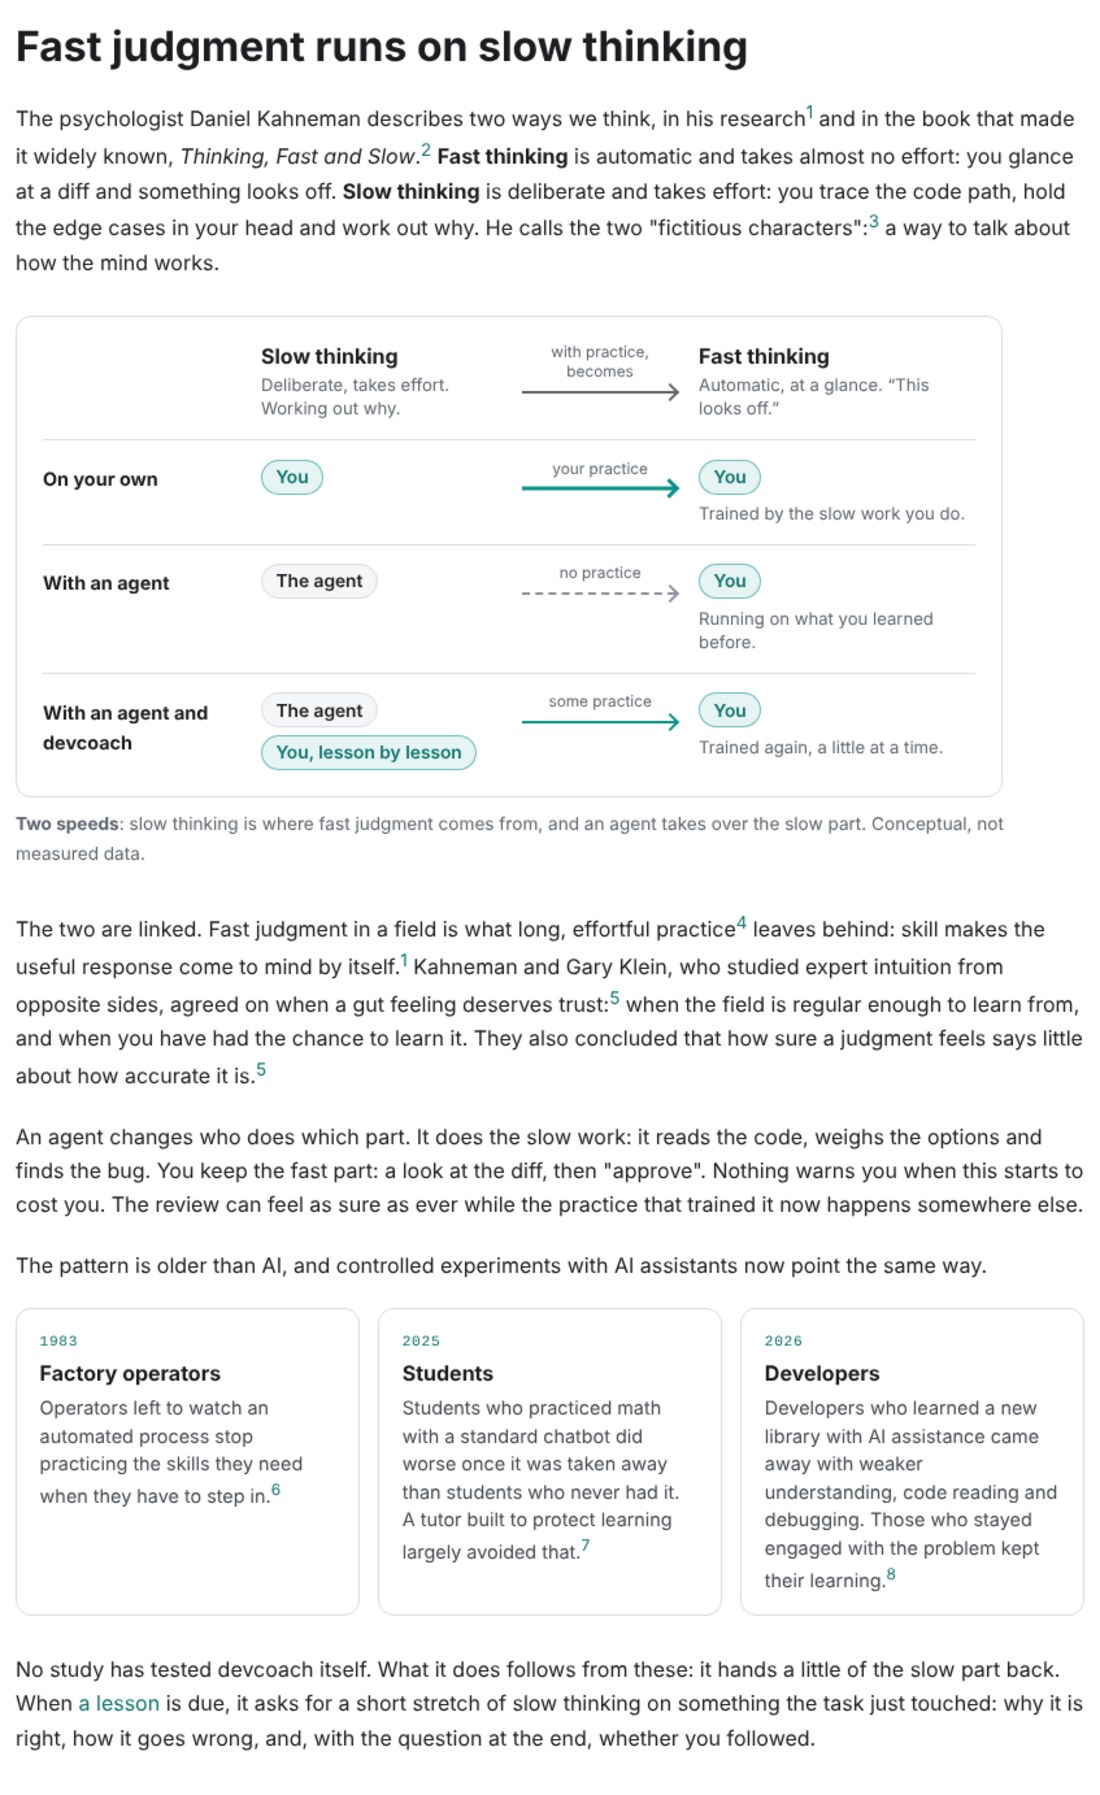 Fast judgment runs on slow thinking
The psychologist Daniel Kahneman describes two ways we think, in his research1 and in the book that made
it widely known, Thinking, Fast and Slow.2 Fast thinking is automatic and takes almost no effort: you glance
at a diff and something looks off. Slow thinking is deliberate and takes effort: you trace the code path, hold
the edge cases in your head and work out why. He calls the two "fictitious characters":3 a way to talk about
how the mind works.
Slow thinking
Deliberate, takes effort.
Working out why.
with practice,
becomes
Fast thinking
Automatic, at a glance. “This
looks off.”
On your own
You
your practice
You
Trained by the slow work you do.
With an agent
The agent
no practice
You
Running on what you learned
before.
With an agent and
devcoach
The agent
You, lesson by lesson
some practice
You
Trained again, a little at a time.
Two speeds: slow thinking is where fast judgment comes from, and an agent takes over the slow part. Conceptual, not
measured data.
The two are linked. Fast judgment in a field is what long, effortful practice4 leaves behind: skill makes the
useful response come to mind by itself.1 Kahneman and Gary Klein, who studied expert intuition from
opposite sides, agreed on when a gut feeling deserves trust:5 when the field is regular enough to learn from,
and when you have had the chance to learn it. They also concluded that how sure a judgment feels says little
about how accurate it is.5
An agent changes who does which part. It does the slow work: it reads the code, weighs the options and
finds the bug. You keep the fast part: a look at the diff, then "approve". Nothing warns you when this starts to
cost you. The review can feel as sure as ever while the practice that trained it now happens somewhere else.
The pattern is older than AI, and controlled experiments with AI assistants now point the same way.
1983
Factory operators
Operators left to watch an
automated process stop
practicing the skills they need
when they have to step in.6
2025
Students
Students who practiced math
with a standard chatbot did
worse once it was taken away
than students who never had it.
A tutor built to protect learning
largely avoided that.7
2026
Developers
Developers who learned a new
library with AI assistance came
away with weaker
understanding, code reading and
debugging. Those who stayed
engaged with the problem kept
their learning.8
No study has tested devcoach itself. What it does follows from these: it hands a little of the slow part back.
When a lesson is due, it asks for a short stretch of slow thinking on something the task just touched: why it is
right, how it goes wrong, and, with the question at the end, whether you followed.